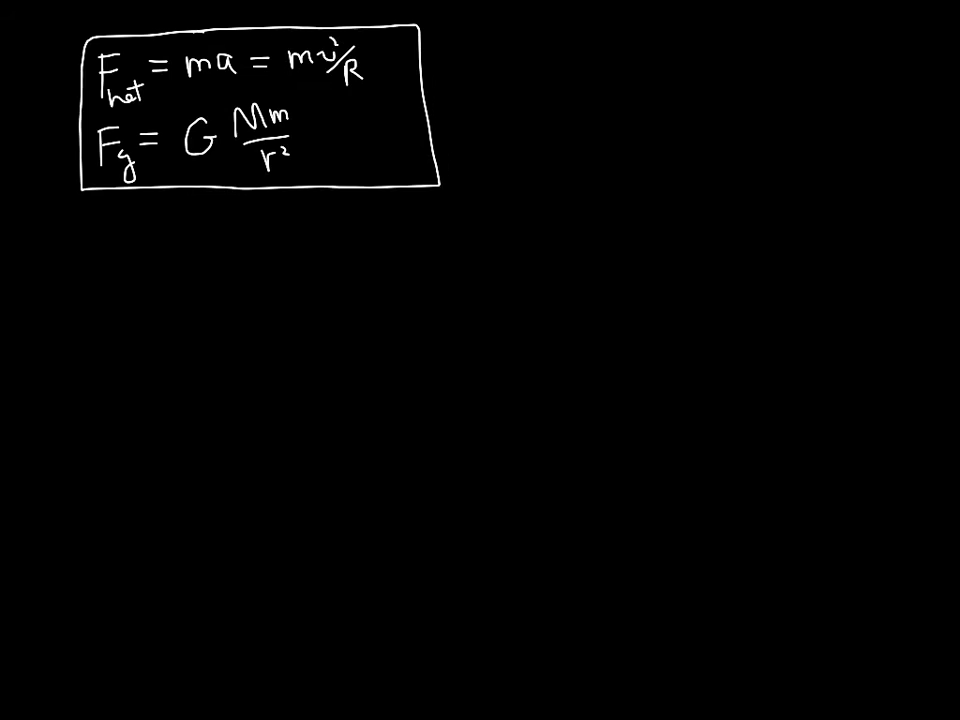 F_net = ma = mv²/R
F_g = G Mm/r²